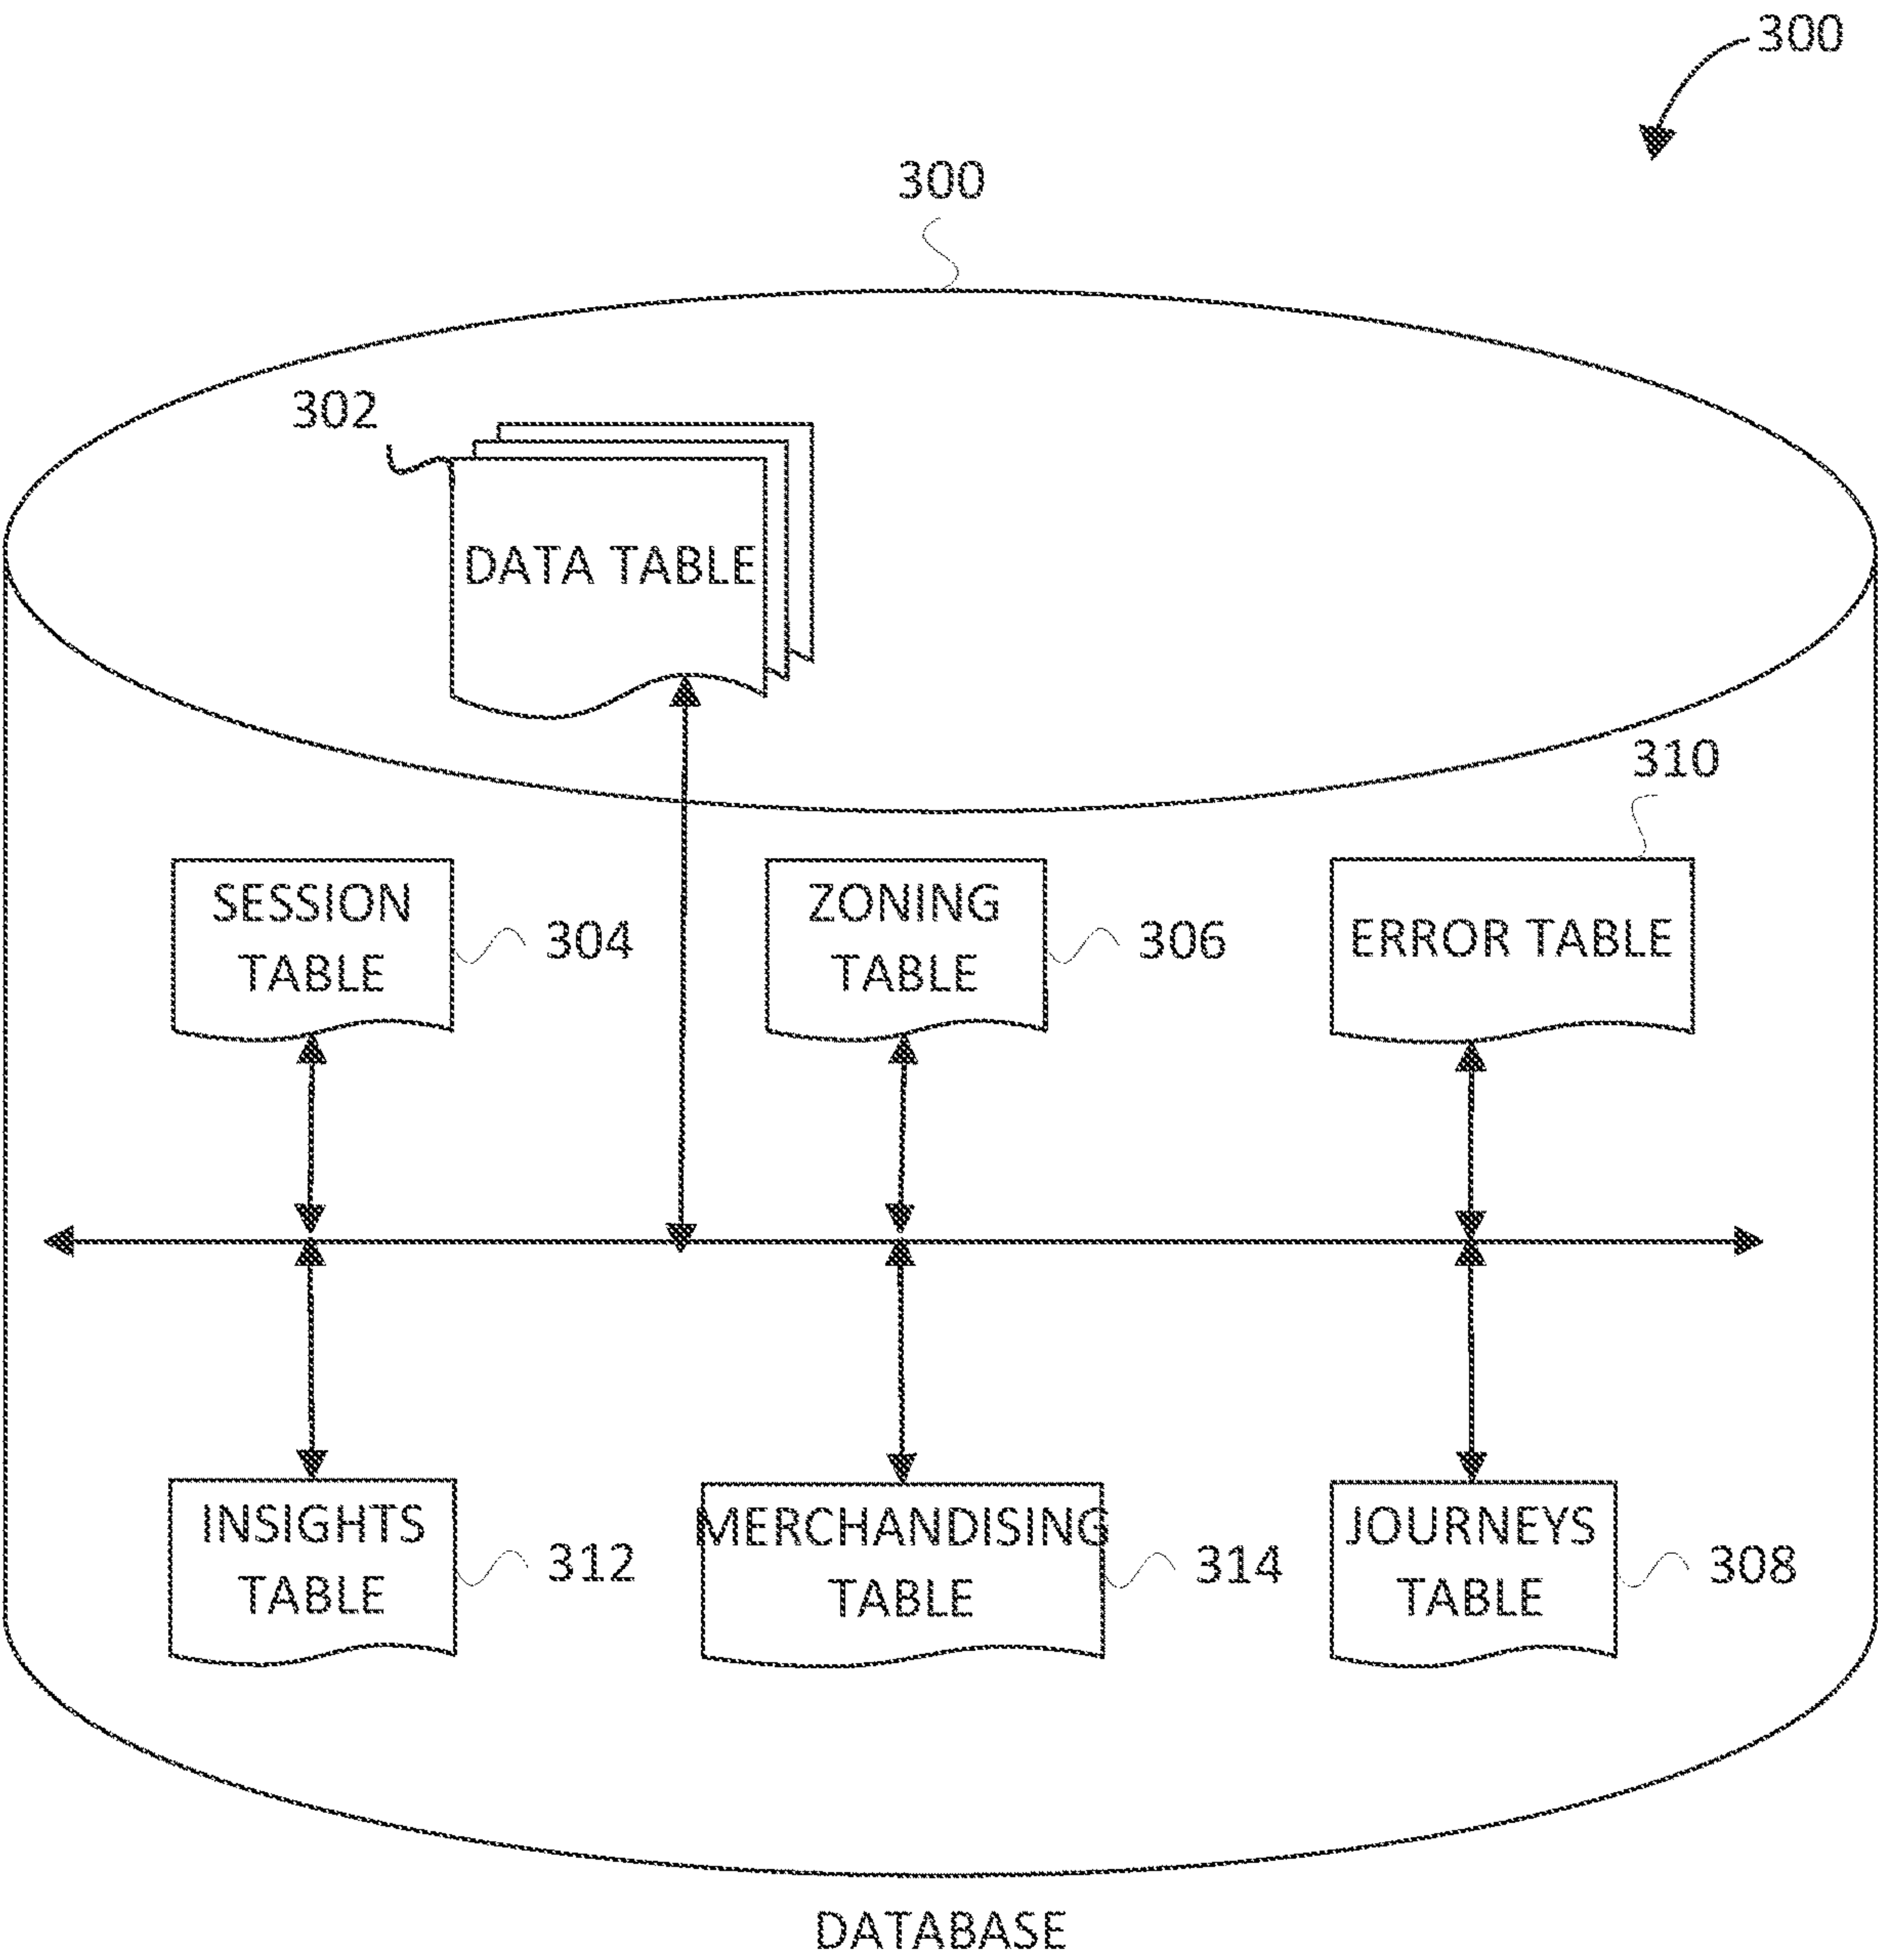 300
300
302
DATA TABLE
310
SESSION
TABLE
304
ZONING
TABLE
306
ERROR TABLE
INSIGHTS
TABLE
312
MERCHANDISING
TABLE
314
JOURNEYS
TABLE
308
DATABASE